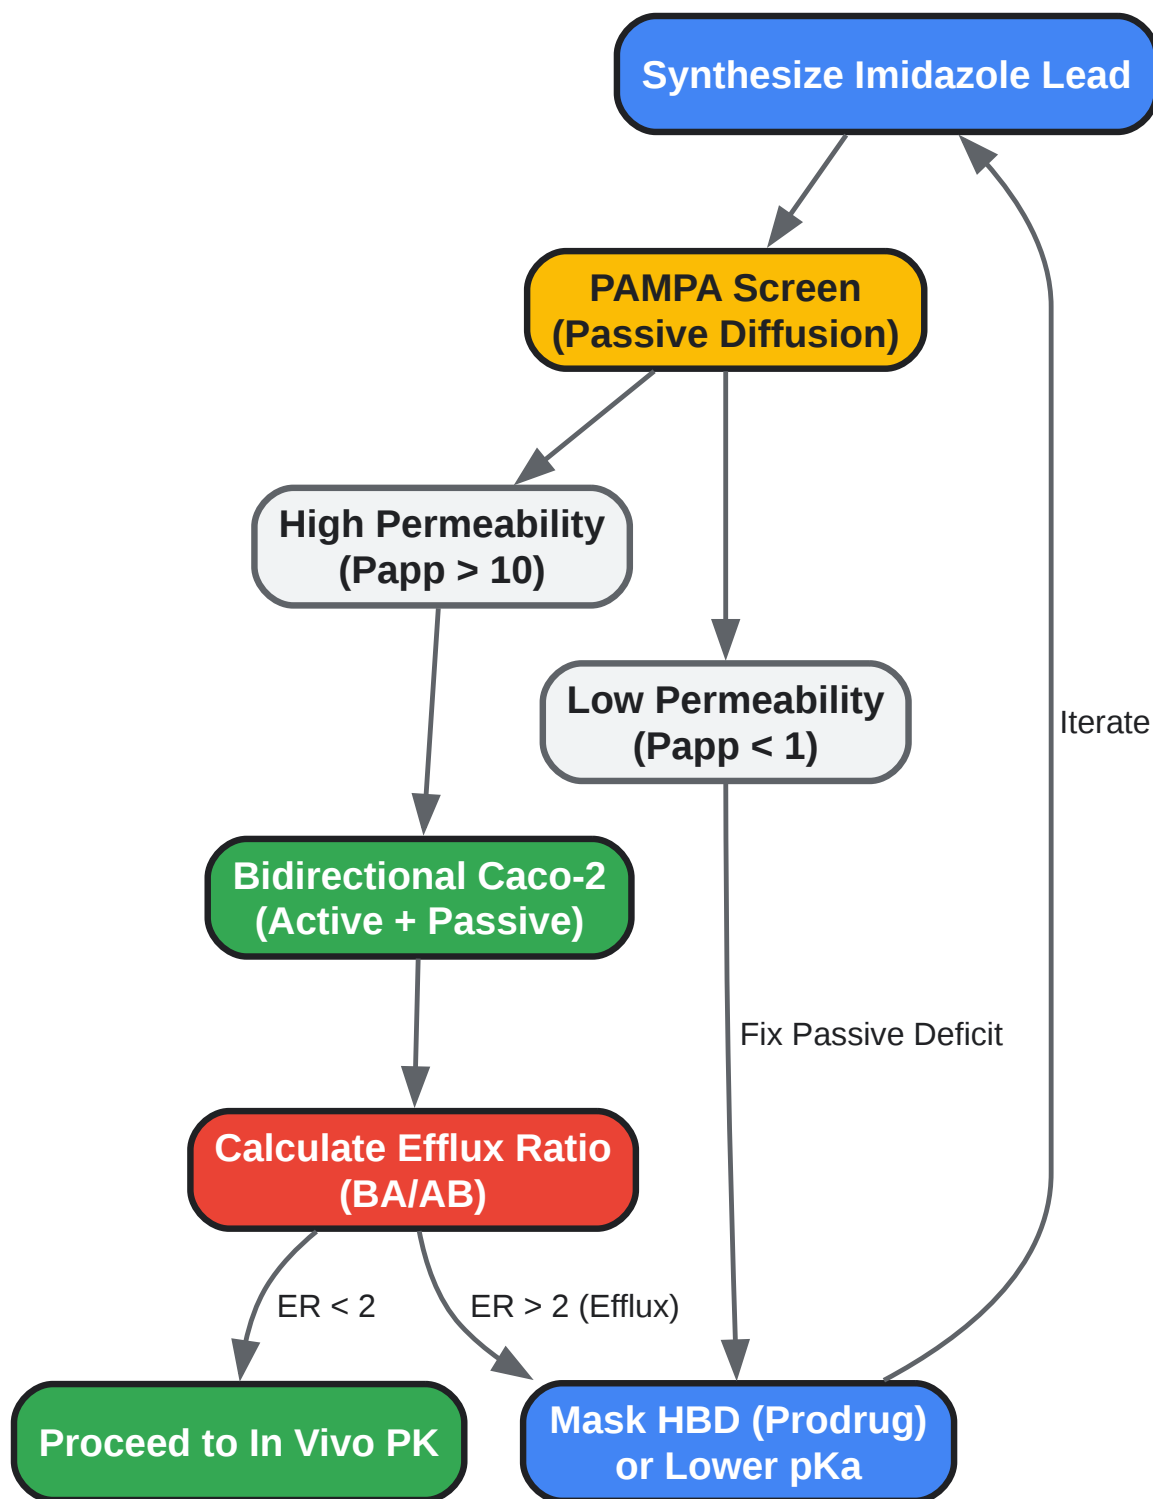 Synthesize Imidazole Lead
PAMPA Screen
(Passive Diffusion)
High Permeability
(Papp > 10)
Low Permeability
(Papp < 1)
Iterate
Bidirectional Caco-2
(Active + Passive)
Fix Passive Deficit
Calculate Efflux Ratio
(BA/AB)
ER < 2
ER > 2 (Efflux)
Proceed to In Vivo PK
Mask HBD (Prodrug)
or Lower pKa